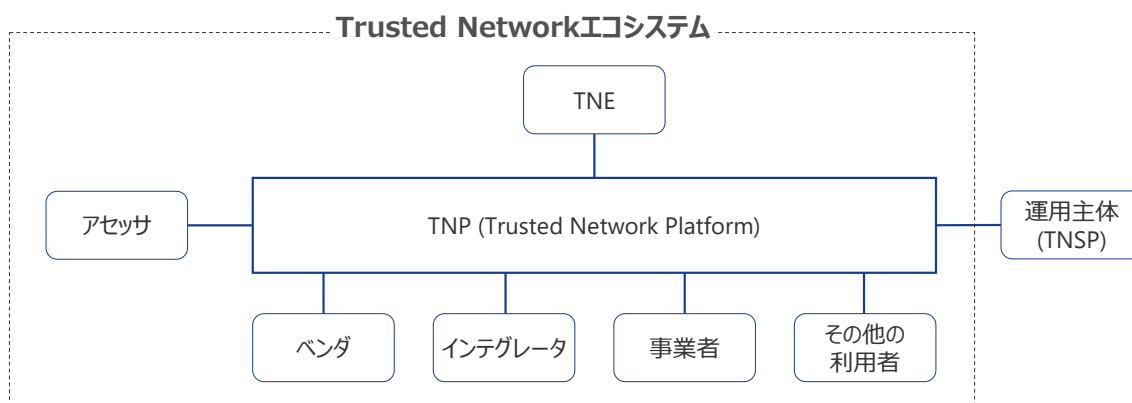 Trusted Networkエコシステム
TNE
アセッサ
TNP (Trusted Network Platform)
運用主体
(TNSP)
ベンダ
インテグレータ
事業者
その他の
利用者